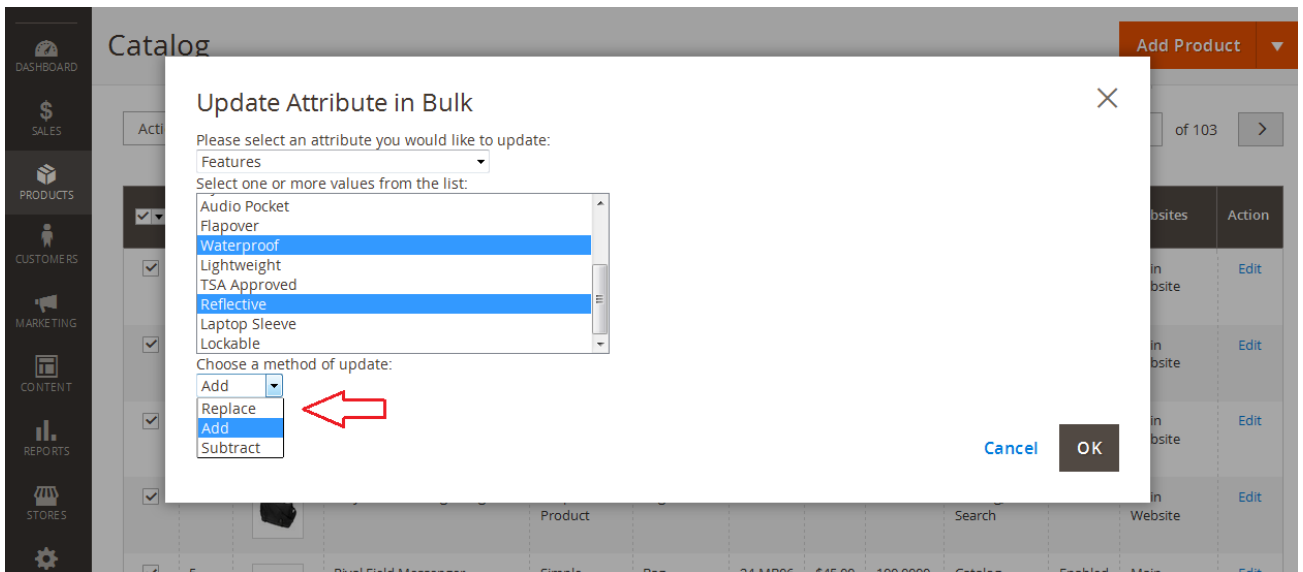 Catalog
Add Product
DASHBOARD
SALES
PRODUCTS
CUSTOMERS
MARKETING
CONTENT
REPORTS
STORES
of 103
Update Attribute in Bulk
Please select an attribute you would like to update:
Features
Select one or more values from the list:
Audio Pocket
Flapover
Waterproof
Lightweight
TSA Approved
Reflective
Laptop Sleeve
Lockable
Choose a method of update:
Add
Replace
Add
Subtract
Cancel OK
Action
Edit
Edit
Edit
Edit
Product
Search
Website